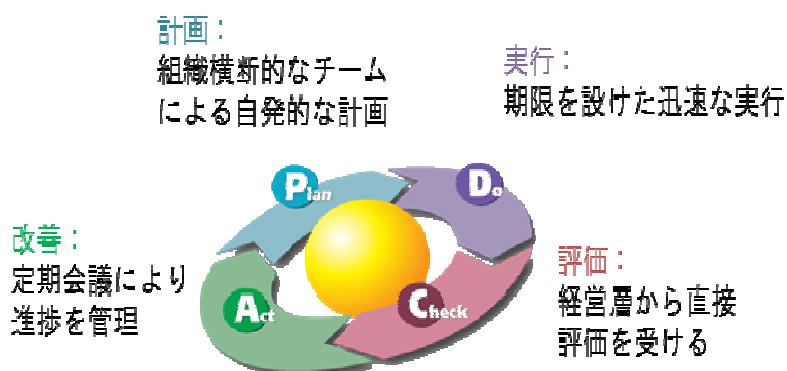 計画：
組織横断的なチーム
による自発的な計画
実行：
期限を設けた迅速な実行
Plan
Do
改善：
定期会議により
進捗を管理
Act
Check
評価：
経営層から直接
評価を受ける